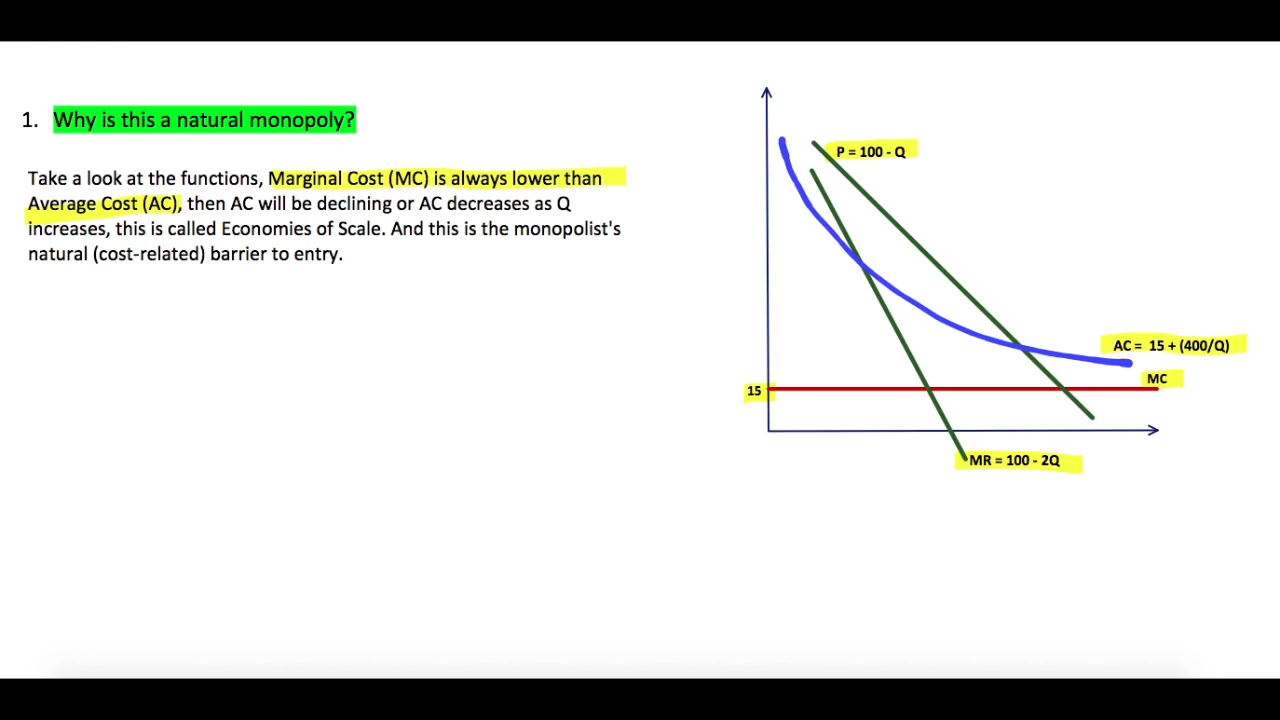 1. Why is this a natural monopoly?
Take a look at the functions, Marginal Cost (MC) is always lower than
Average Cost (AC), then AC will be declining or AC decreases as Q
increases, this is called Economies of Scale. And this is the monopolist's
natural (cost-related) barrier to entry.
P = 100 - Q
AC = 15 + (400/Q)
MC
15
MR = 100 - 2Q